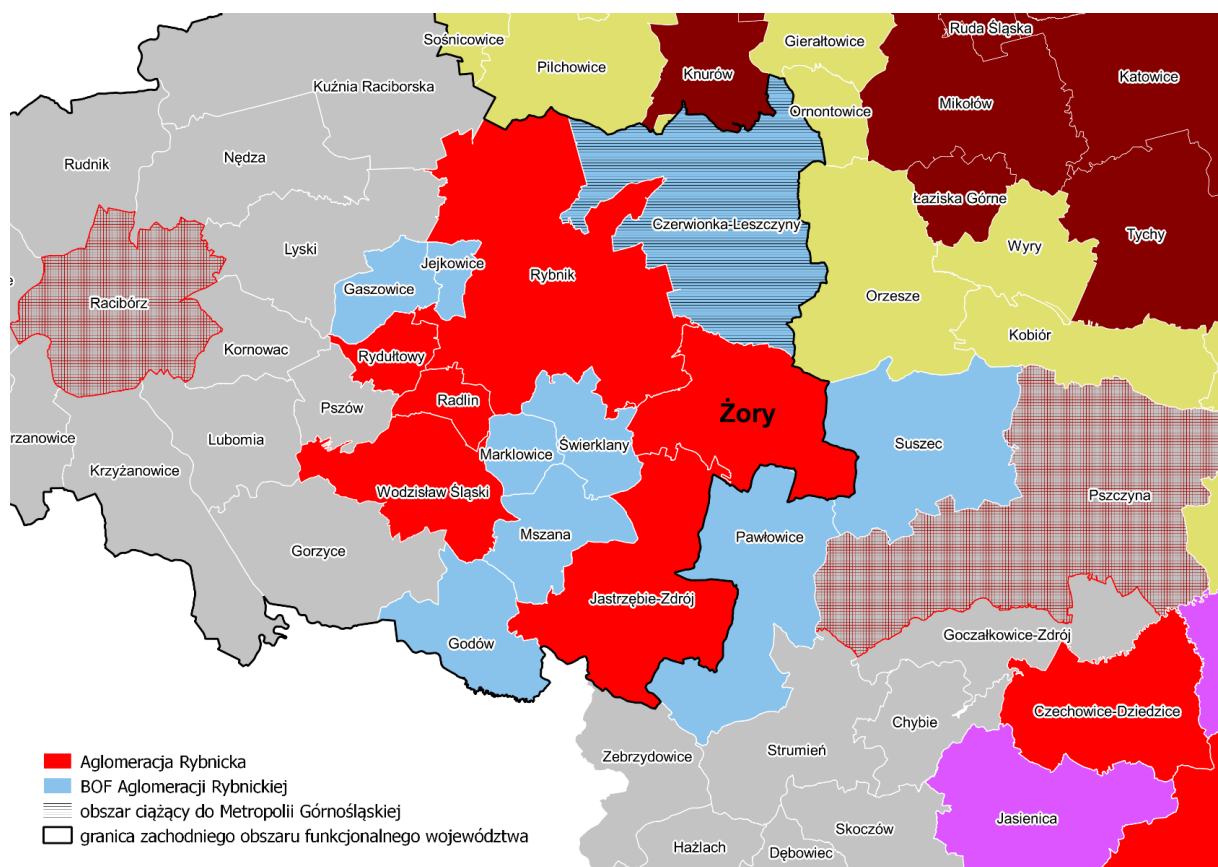 Sośnicowice
Pilchowice
Knurów
Gierałtowice
Ruda Śląska
Katowice
Kuźnia Raciborska
Mikołów
Ornontowice
Rudnik
Nędza
Łaziska Górne
Lyski
Czerwionka-Leszczyny
Tychy
Wyry
Jejkowice
Rybnik
Gaszowice
Racibórz
Orzesze
Kornowac
Rydułtowy
Kobiór
Pszów
Radlin
Żory
rzanowice
Lubomia
Marklowice
Świerklany
Suszec
Krzyżanowice
Wodzisław Śląski
Pszczyna
Gorzyce
Mszana
Pawłowice
Jastrzębie-Zdrój
Godów
Goczałkowice-Zdrój
Czechowice-Dziedzice
Chybie
Zebrzydowice
Strumień
Skoczów
Jasienica
Hażlach
Dębowiec
Aglomeracja Rybnicka
BOF Aglomeracji Rybnickiej
obszar ciążący do Metropolii Górnośląskiej
granica zachodniego obszaru funkcjonalnego województwa